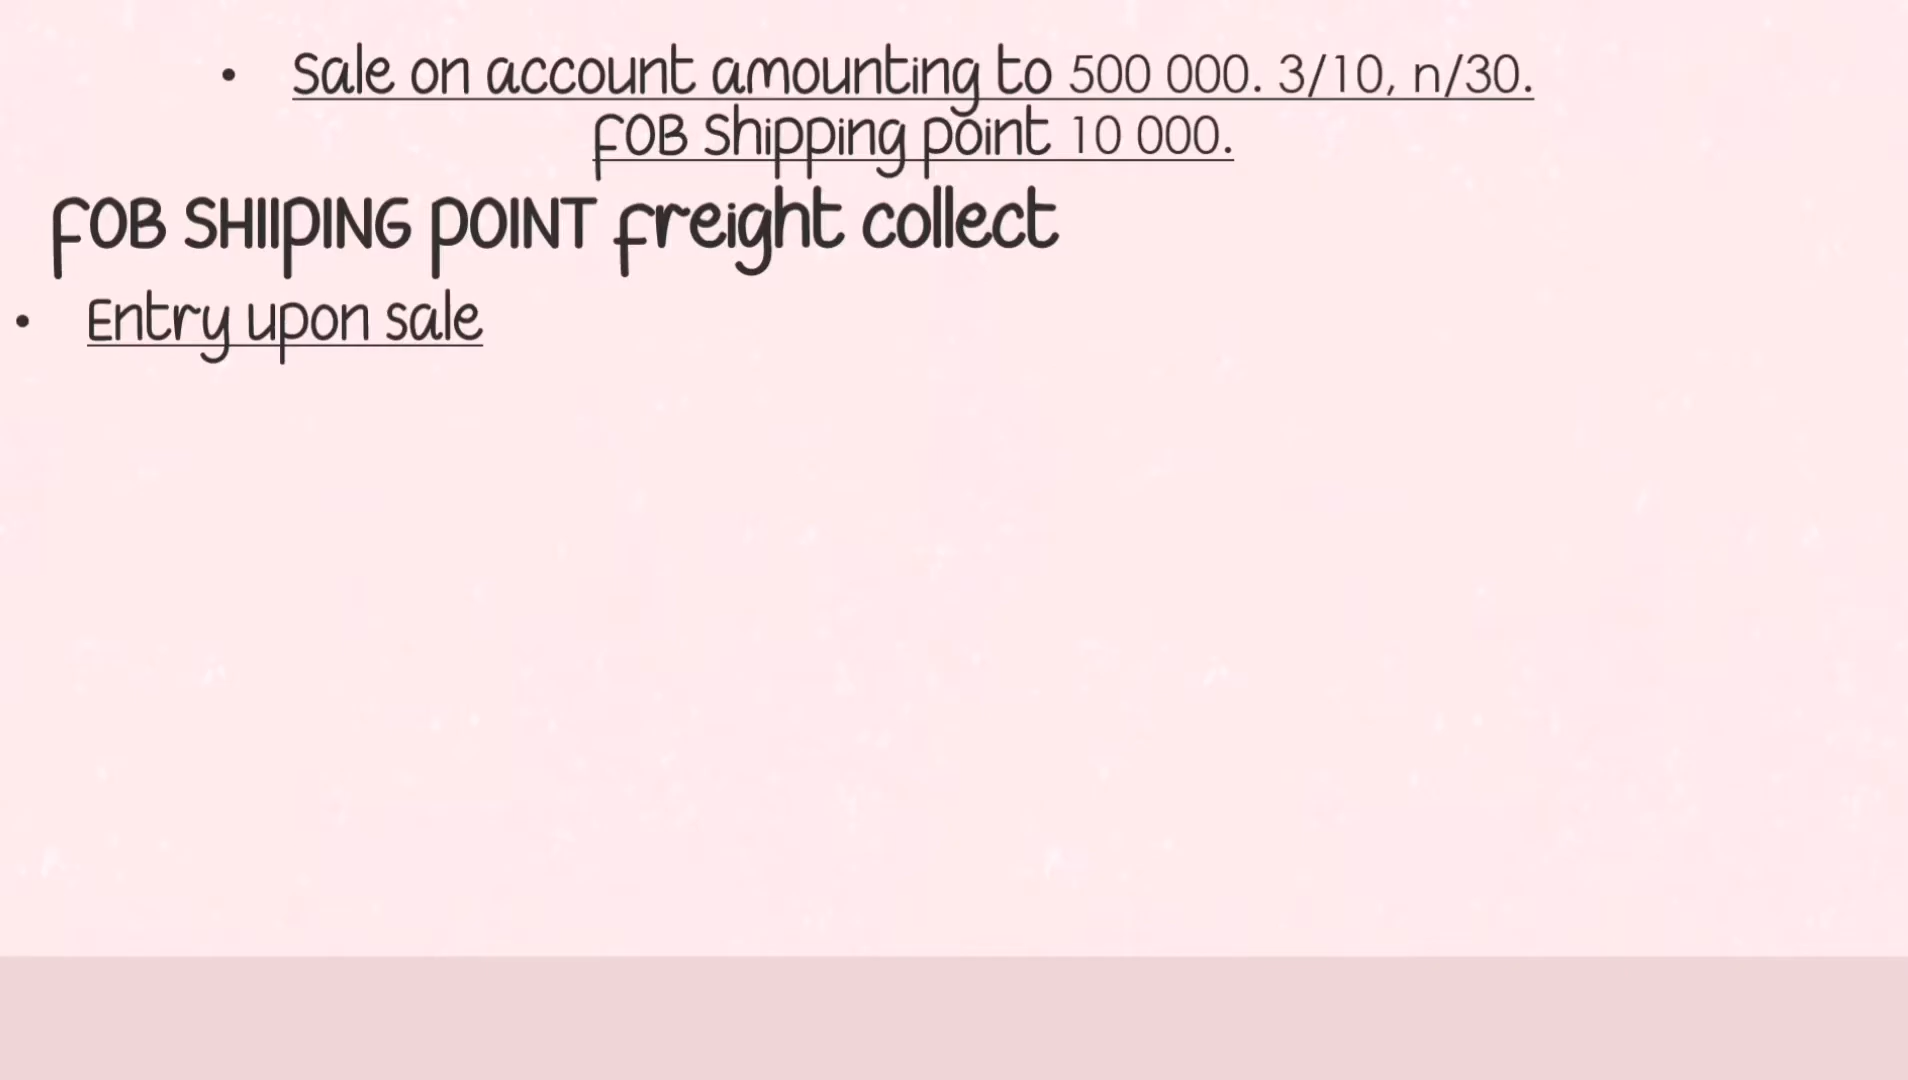 • Sale on account amounting to 500 000. 3/10, n/30.
FOB Shipping point 10 000.
FOB SHIIPING POINT freight collect
• Entry upon sale